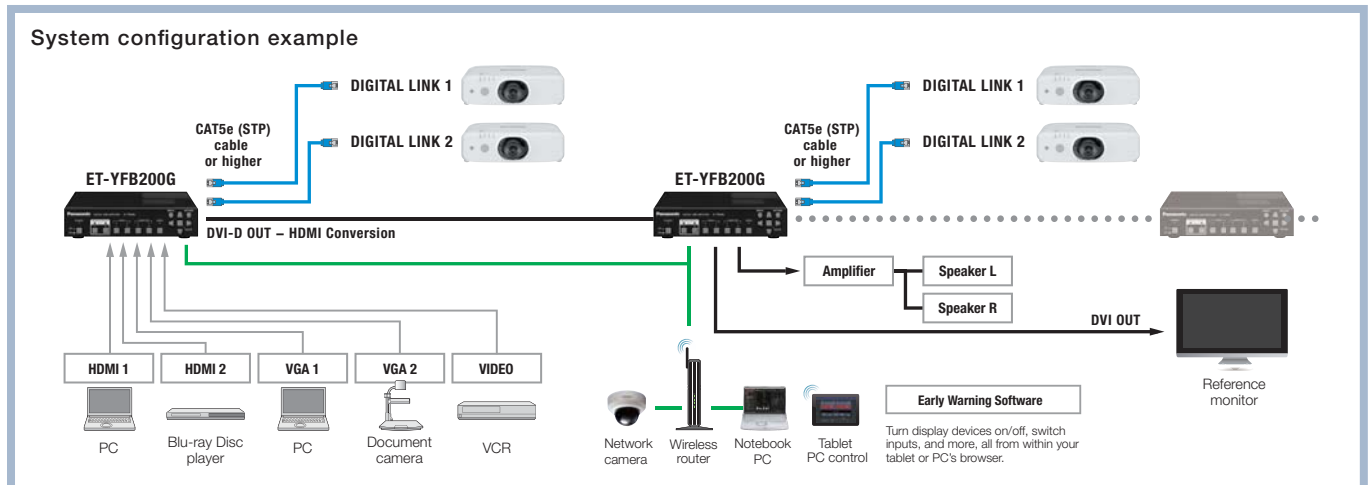 System configuration example
DIGITAL LINK 1
DIGITAL LINK 2
CAT5e (STP)
cable
or higher
ET-YFB200G
Panasonic
DVI-D OUT – HDMI Conversion
HDMI 1
HDMI 2
VGA 1
VGA 2
VIDEO
PC
Blu-ray Disc
player
PC
Document
camera
VCR
DIGITAL LINK 1
DIGITAL LINK 2
CAT5e (STP)
cable
or higher
ET-YFB200G
Panasonic
Panasonic
Amplifier
Speaker L
Speaker R
DVI OUT
Reference
monitor
Network
camera
Wireless
router
Notebook
PC
Tablet
PC control
Early Warning Software
Turn display devices on/off, switch
inputs, and more, all from within your
tablet or PC's browser.